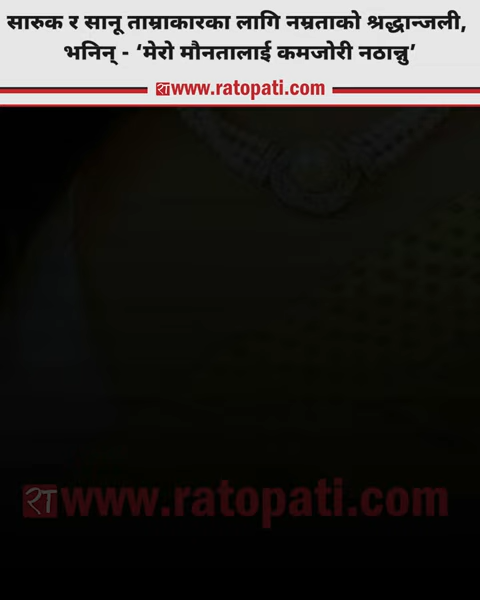 सारुक र सानू ताम्राकारका लागि नम्रताको श्रद्धान्जली,
भनिन् - ‘मेरो मौनतालाई कमजोरी नठान्नु’
रा www.ratopati.com
रा www.ratopati.com